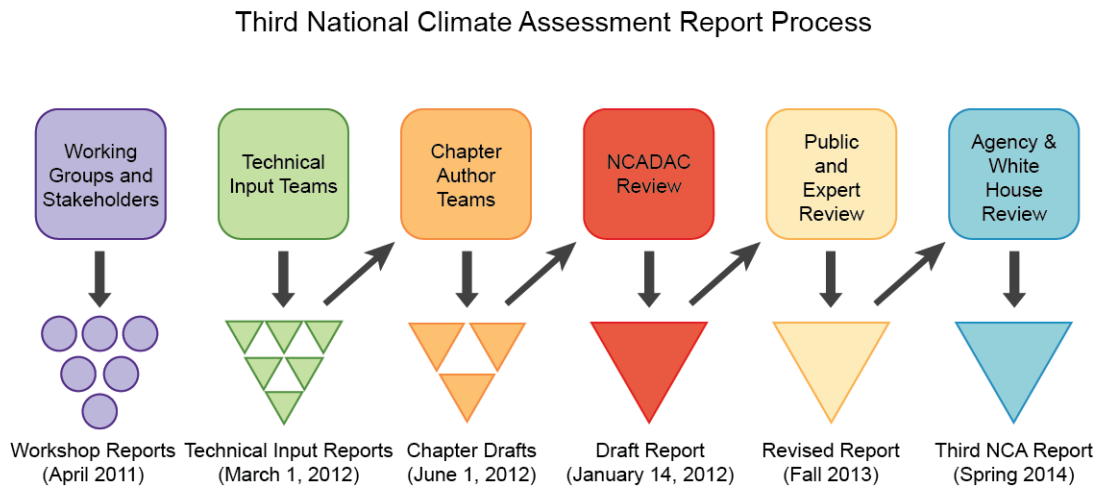 Third National Climate Assessment Report Process
Working
Groups and
Stakeholders
Technical
Input Teams
Chapter
Author
Teams
NCADAC
Review
Public
and
Expert
Review
Agency &
White
House
Review
Workshop Reports
(April 2011)
Technical Input Reports
(March 1, 2012)
Chapter Drafts
(June 1, 2012)
Draft Report
(January 14, 2012)
Revised Report
(Fall 2013)
Third NCA Report
(Spring 2014)